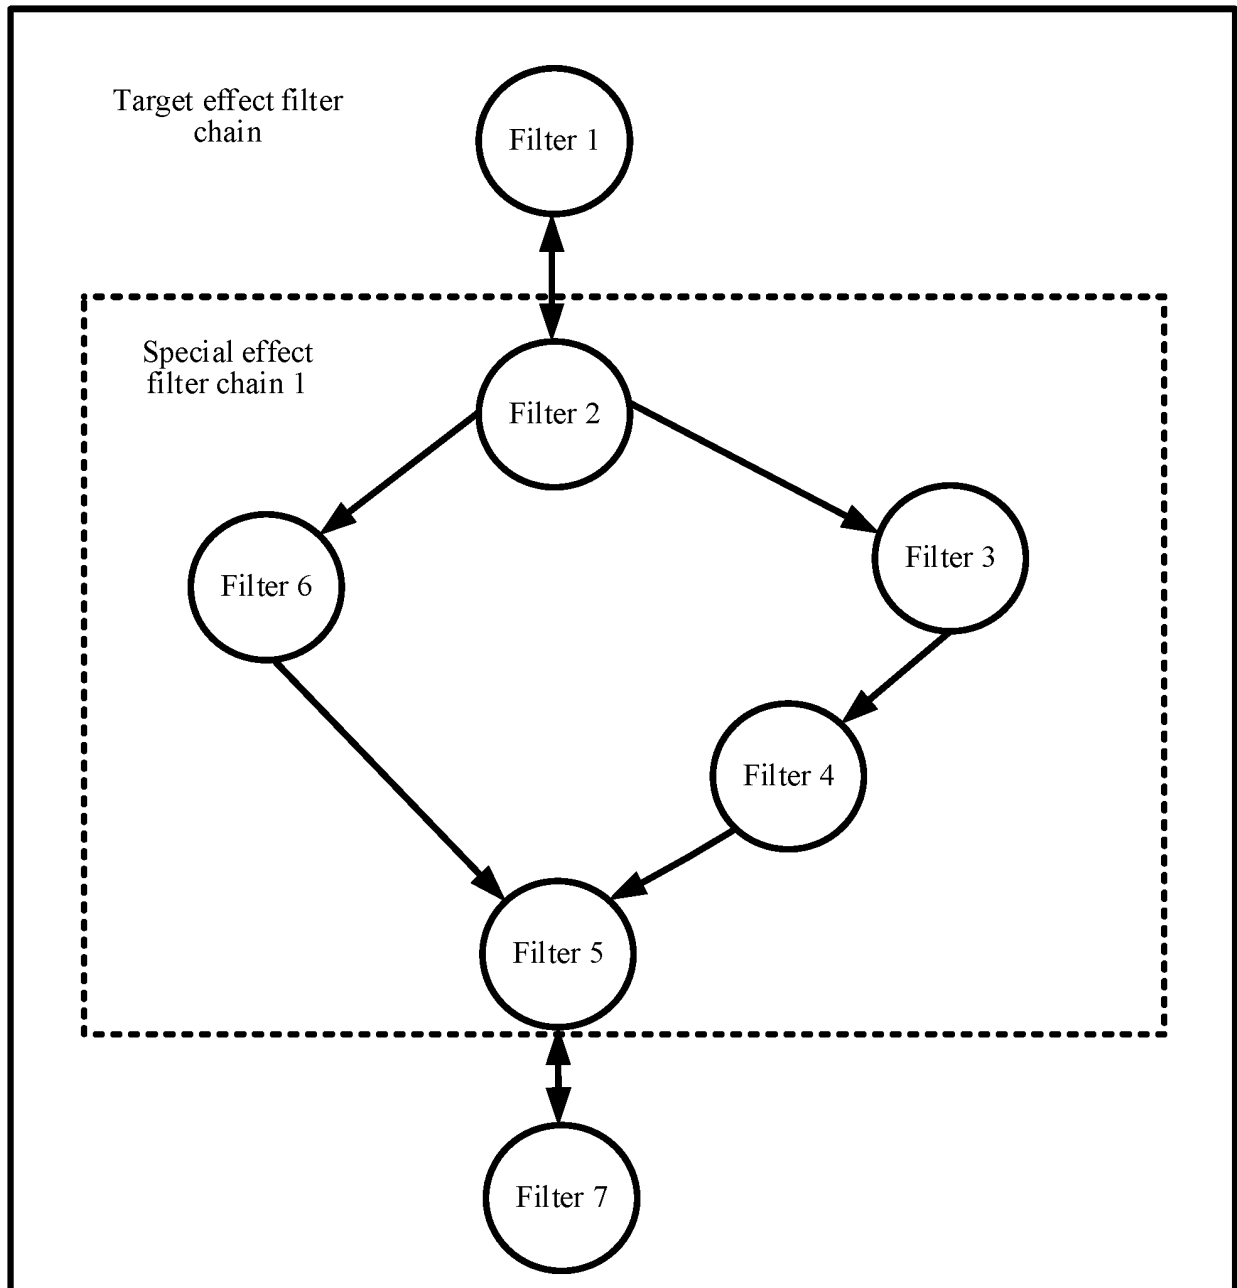 Target effect filter
chain
Filter 1
Special effect
filter chain 1
Filter 2
Filter 3
Filter 6
Filter 4
Filter 5
Filter 7